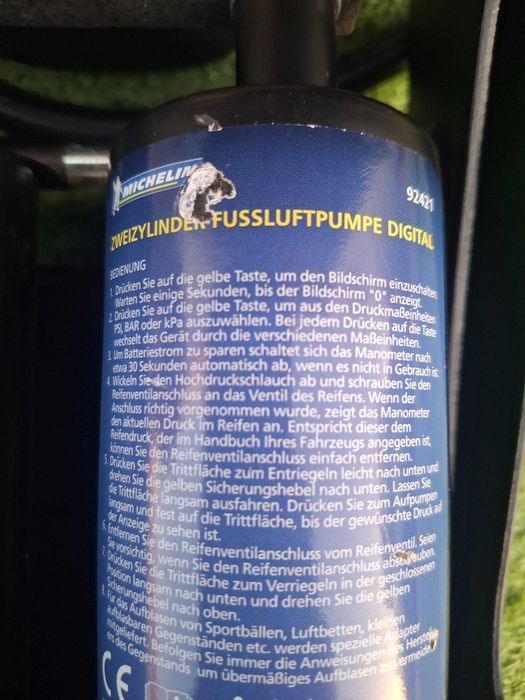 MICHELIN
92421
ZWEIZYLINDER-FUSSLUFTPUMPE DIGITAL
BEDIENUNG
1. Drücken Sie auf die gelbe Taste, um den Bildschirm einzuschalten.
Warten Sie einige Sekunden, bis der Bildschirm "0" anzeigt.
2. Drücken Sie auf die gelbe Taste, um aus den Druckmaßeinheiten
PSI, BAR oder kPa auszuwählen. Bei jedem Drücken auf die Taste
wechselt das Gerät durch die verschiedenen Maßeinheiten.
3. Um Batteriestrom zu sparen schaltet sich das Manometer nach
etwa 30 Sekunden automatisch ab, wenn es nicht in Gebrauch ist.
4. Wickeln Sie den Hochdruckschlauch ab und schrauben Sie den
Reifenventilanschluss an das Ventil des Reifens. Wenn der
Anschluss richtig vorgenommen wurde, zeigt das Manometer
den aktuellen Druck im Reifen an. Entspricht dieser dem
Reifendruck, der im Handbuch Ihres Fahrzeugs angegeben ist,
können Sie den Reifenventilanschluss einfach entfernen.
5. Drücken Sie die Trittfläche zum Entriegeln leicht nach unten und
drehen Sie die gelben Sicherungshebel nach unten. Lassen Sie
die Trittfläche langsam ausfahren. Drücken Sie zum Aufpumpen
langsam und fest auf die Trittfläche, bis der gewünschte Druck auf
der Anzeige zu sehen ist.
6. Entfernen Sie den Reifenventilanschluss vom Reifenventil. Seien
Sie vorsichtig, wenn Sie den Reifenventilanschluss abschrauben.
7. Drücken Sie die Trittfläche zum Verriegeln in der geschlossenen
Position langsam nach unten und drehen Sie die gelben
Sicherungshebel nach oben.
8. Für das Aufblasen von Sportbällen, Luftbetten, kleinen
aufblasbaren Gegenständen etc. werden spezielle Adapter
mitgeliefert. Befolgen Sie immer die Anweisungen des Herstellers
des Gegenstands um übermäßiges Aufblasen zu vermeiden.
CE